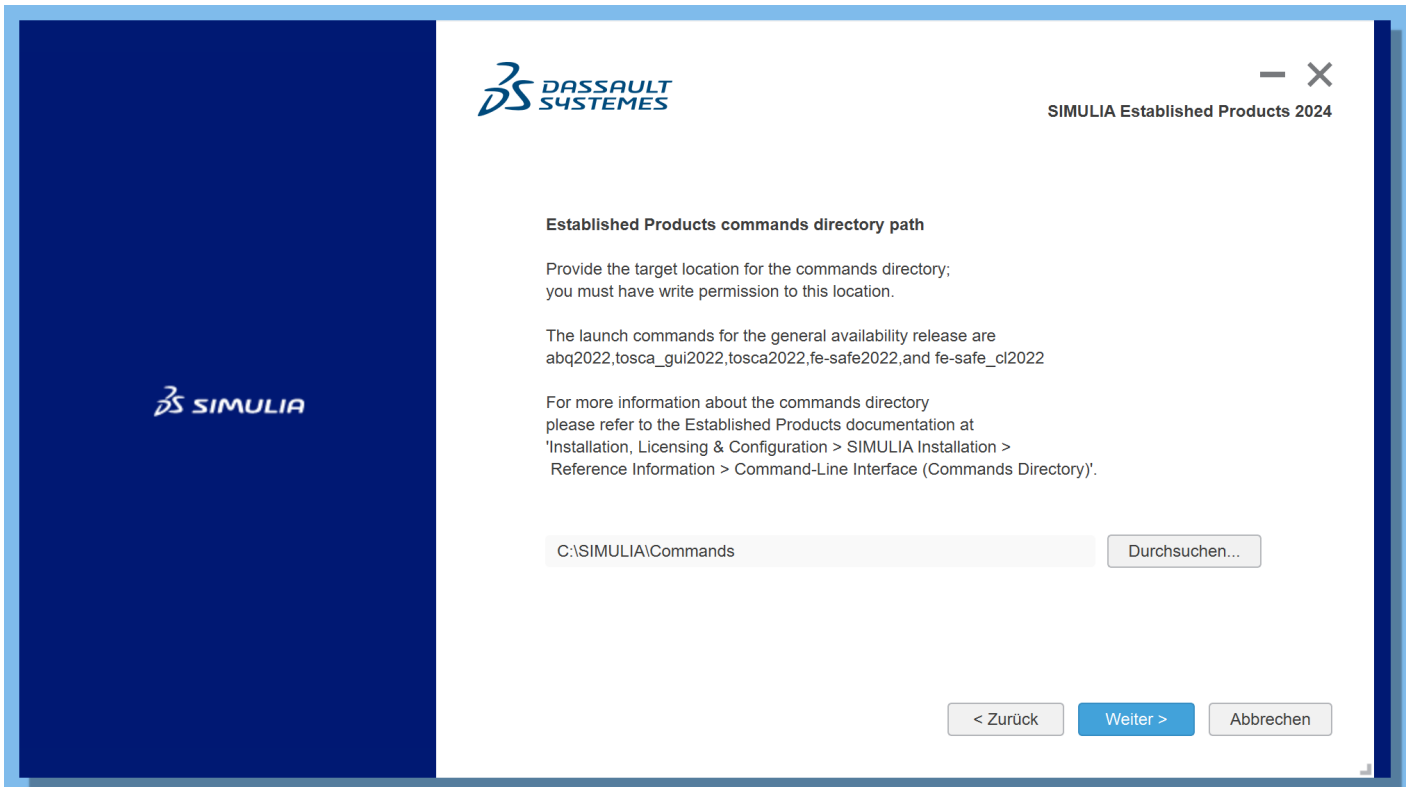 DASSAULT
SYSTEMES
SIMULIA Established Products 2024
Established Products commands directory path
Provide the target location for the commands directory;
you must have write permission to this location.
The launch commands for the general availability release are
abq2022,tosca_gui2022,tosca2022,fe-safe2022,and fe-safe_cl2022
SIMULIA
For more information about the commands directory
please refer to the Established Products documentation at
'Installation, Licensing & Configuration > SIMULIA Installation >
Reference Information > Command-Line Interface (Commands Directory)'.
C:\SIMULIA\Commands
Durchsuchen...
< Zurück
Weiter >
Abbrechen